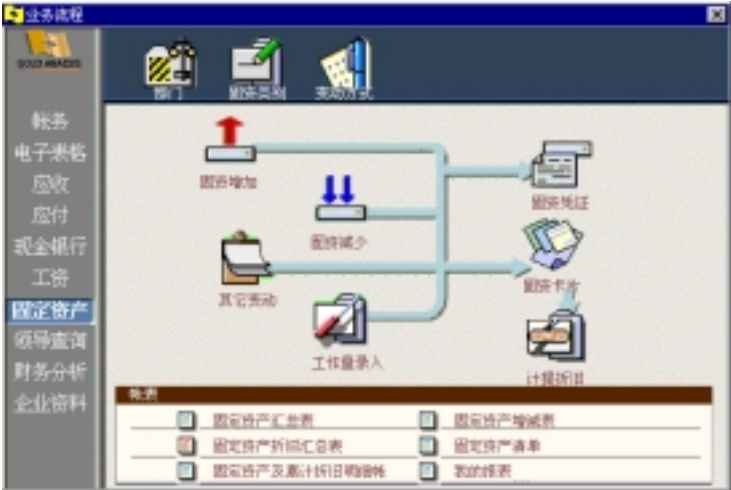 业务流程
GOLD ABACUS
部门
固资类别
变动方式
帐务
电子表格
应收
应付
现金银行
工资
固定资产
领导查询
财务分析
企业资料
固资增加
固资减少
其它变动
工作量录入
固资凭证
固资卡片
计提折旧
帐表
固定资产汇总表
固定资产增减表
固定资产折旧汇总表
固定资产清单
固定资产及累计折旧明细帐
我的报表